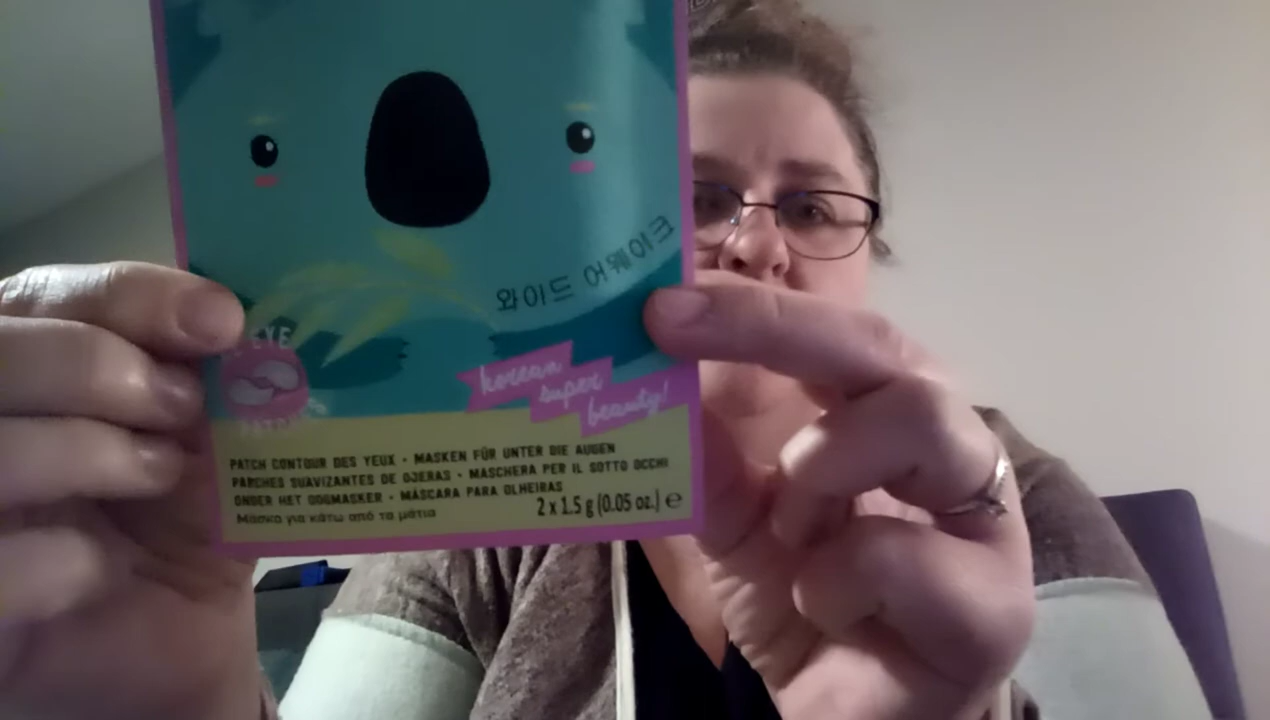 와이드 어웨이크
EYE
korean
super
beauty!
PATCH CONTOUR DES YEUX • MASKEN FÜR UNTER DIE AUGEN
PARCHES SUAVIZANTES DE OJERAS • MASCHERA PER IL SOTTO OCCHI
ONDER HET OOGMASKER • MÁSCARA PARA OLHEIRAS
Μάσκα για κάτω από τα μάτια
2 x 1.5 g (0.05 oz.) ℮